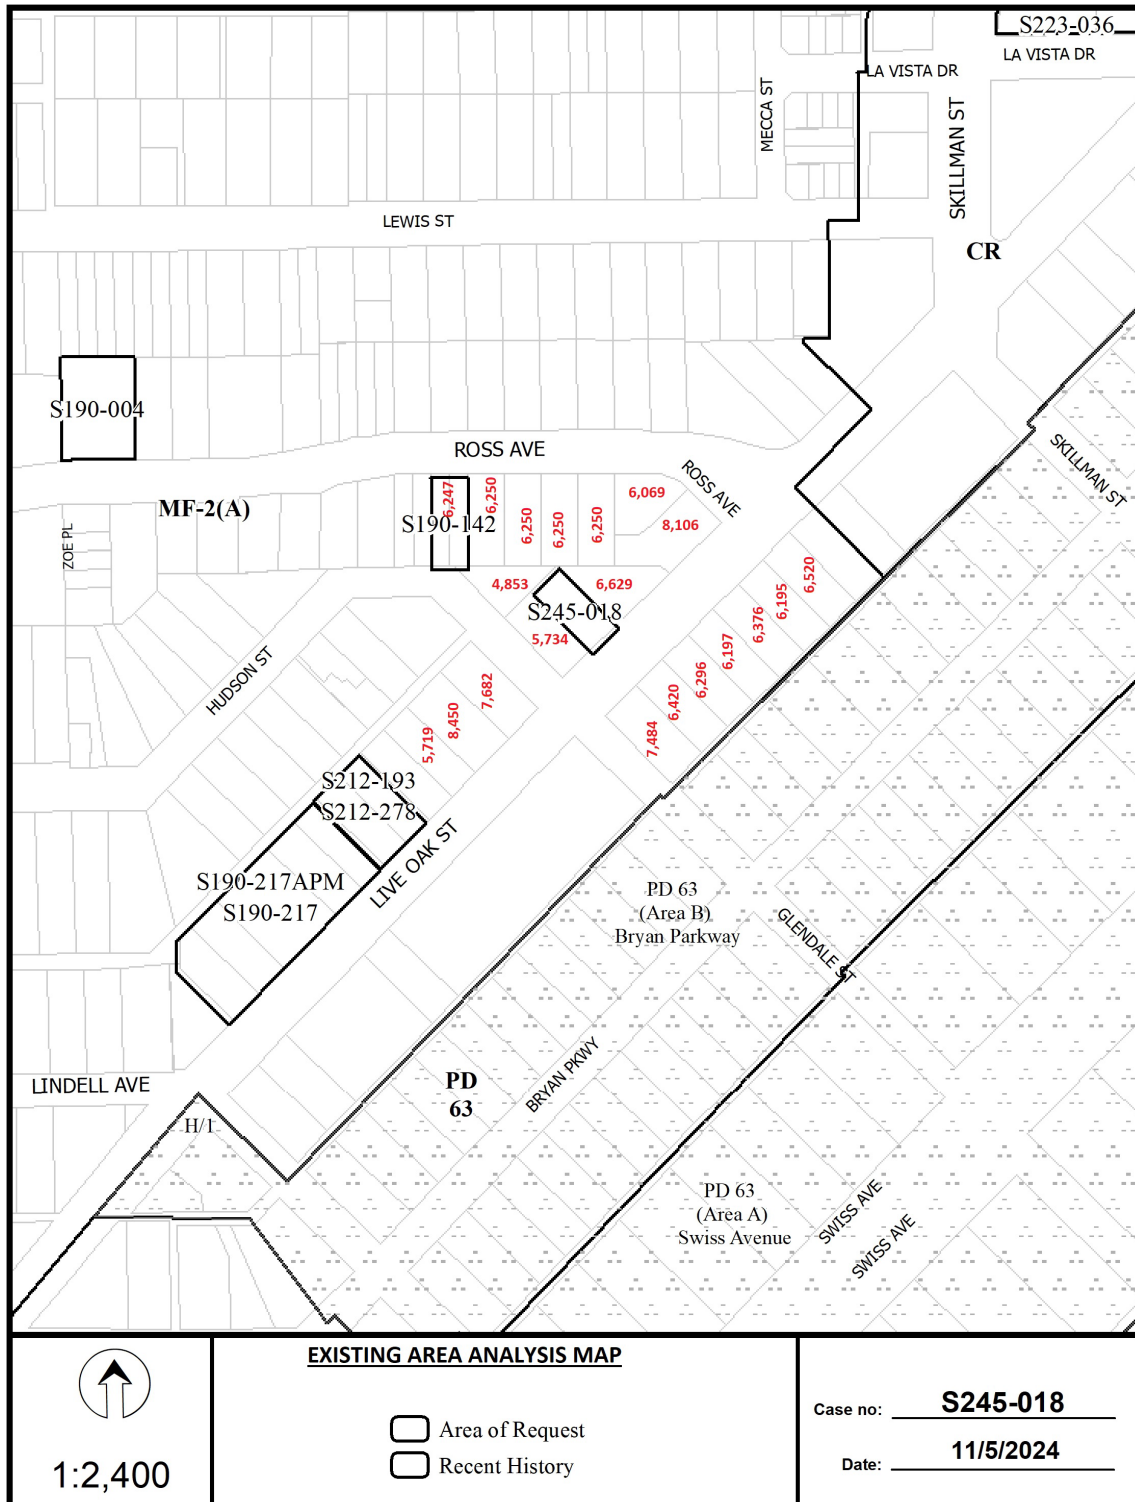 S223-036
LA VISTA DR
LA VISTA DR
MECCA ST
SKILLMAN ST
LEWIS ST
CR
S190-004
ROSS AVE
SKILLMAN ST
ROSS AVE
MF-2(A)
ZOE PL
6,247
6,250
6,250
6,250
6,250
6,069
8,106
S190-142
4,853
6,629
S245-018
5,734
6,520
6,195
6,376
6,197
6,296
6,420
7,484
HUDSON ST
7,682
8,450
5,719
S212-193
S212-278
LIVE OAK ST
S190-217APM
S190-217
PD 63
(Area B)
Bryan Parkway
GLENDALE ST
BRYAN PKWY
LINDELL AVE
PD
63
H/1
PD 63
(Area A)
Swiss Avenue
SWISS AVE
SWISS AVE
1:2,400
EXISTING AREA ANALYSIS MAP
Area of Request
Recent History
Case no: S245-018
Date: 11/5/2024